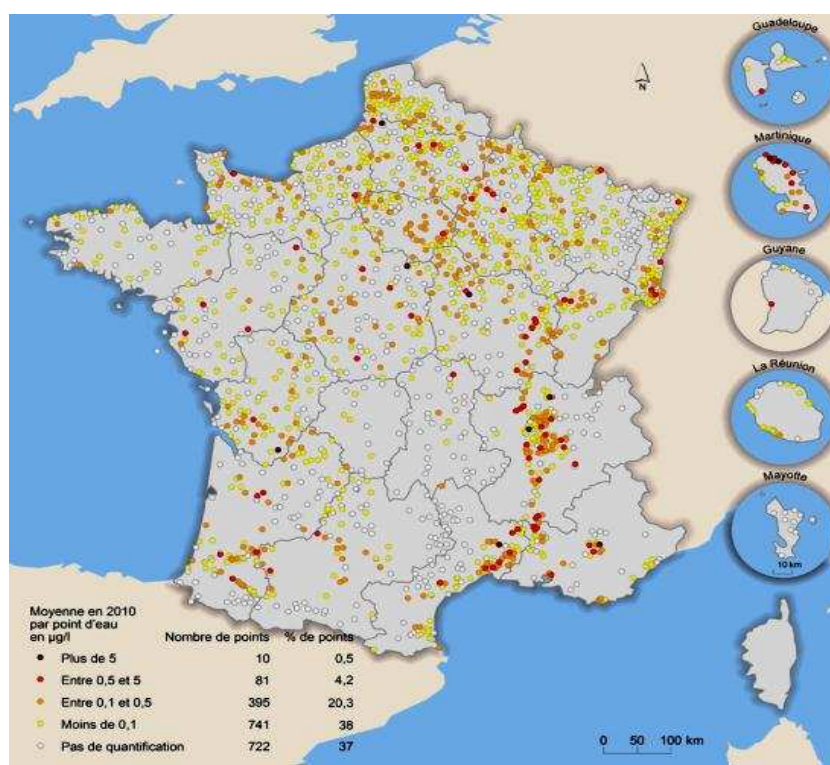 Guadeloupe
N
Martinique
Guyane
La Réunion
Mayotte
10 km
Moyenne en 2010
par point d'eau
en µg/l
Nombre de points
% de points
Plus de 5 10 0,5
Entre 0,5 et 5 81 4,2
Entre 0,1 et 0,5 395 20,3
Moins de 0,1 741 38
Pas de quantification 722 37
0 50 100 km